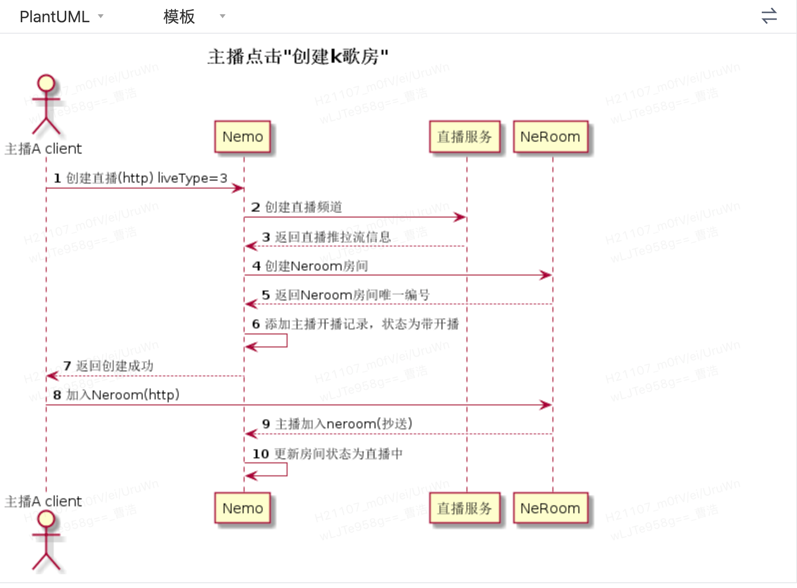 PlantUML 模板
主播点击"创建k歌房"
主播A client
Nemo
直播服务
NeRoom
1 创建直播(http) liveType=3
2 创建直播频道
3 返回直播推拉流信息
4 创建Neroom房间
5 返回Neroom房间唯一编号
6 添加主播开播记录，状态为带开播
7 返回创建成功
8 加入Neroom(http)
9 主播加入neroom(抄送)
10 更新房间状态为直播中
主播A client
Nemo
直播服务
NeRoom